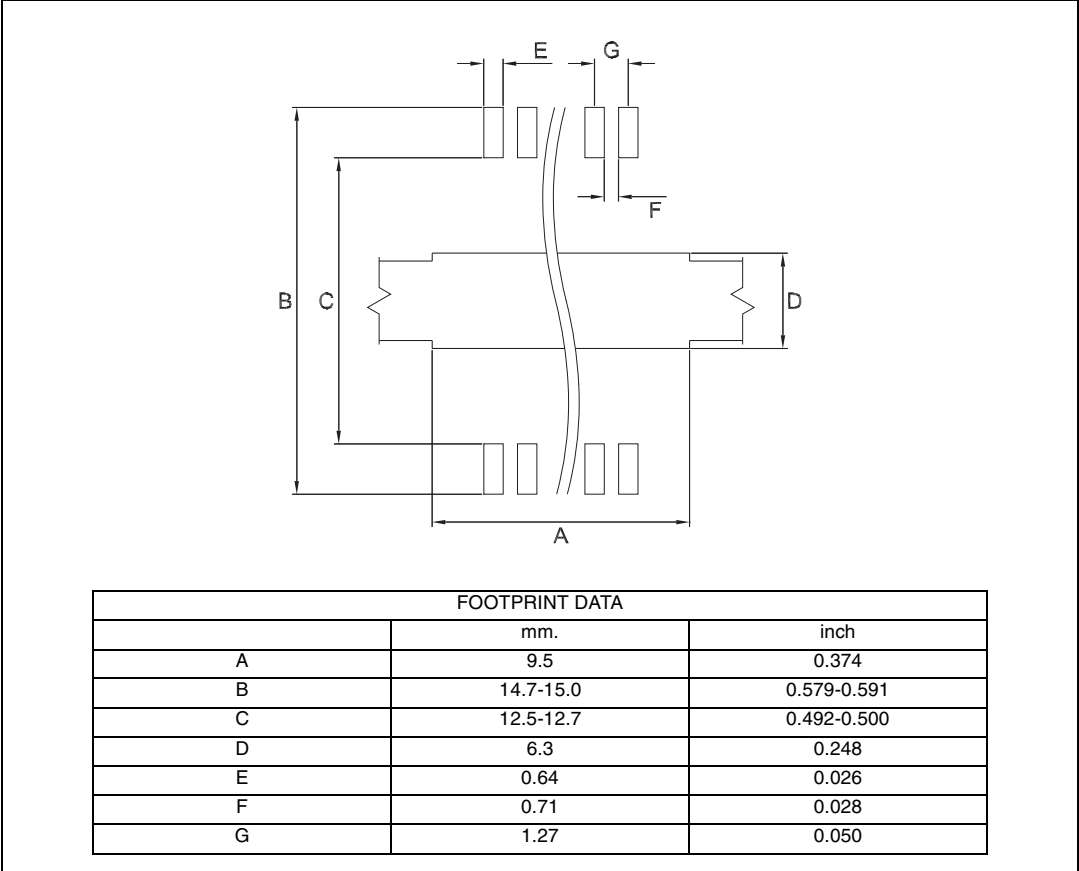 E G
F
B C D
A
FOOTPRINT DATA
mm. inch
A 9.5 0.374
B 14.7-15.0 0.579-0.591
C 12.5-12.7 0.492-0.500
D 6.3 0.248
E 0.64 0.026
F 0.71 0.028
G 1.27 0.050